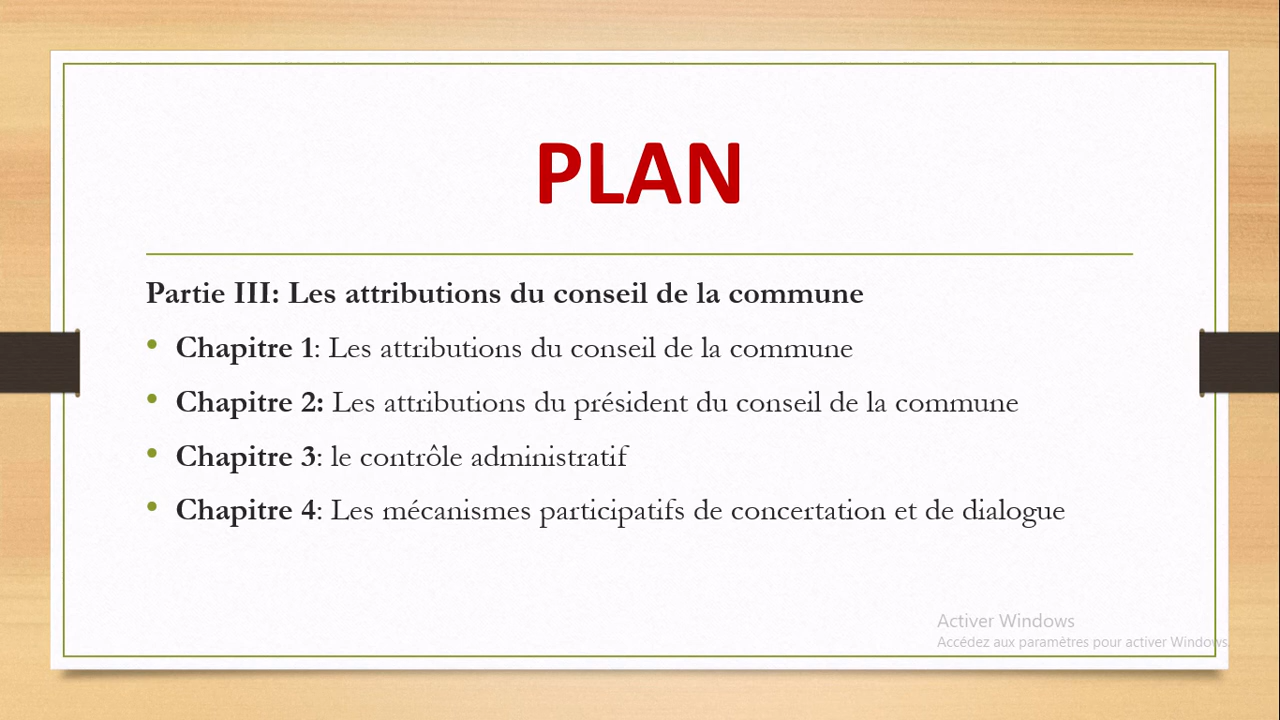 PLAN
Partie III: Les attributions du conseil de la commune
• Chapitre 1: Les attributions du conseil de la commune
• Chapitre 2: Les attributions du président du conseil de la commune
• Chapitre 3: le contrôle administratif
• Chapitre 4: Les mécanismes participatifs de concertation et de dialogue
Activer Windows
Accédez aux paramètres pour activer Windows.